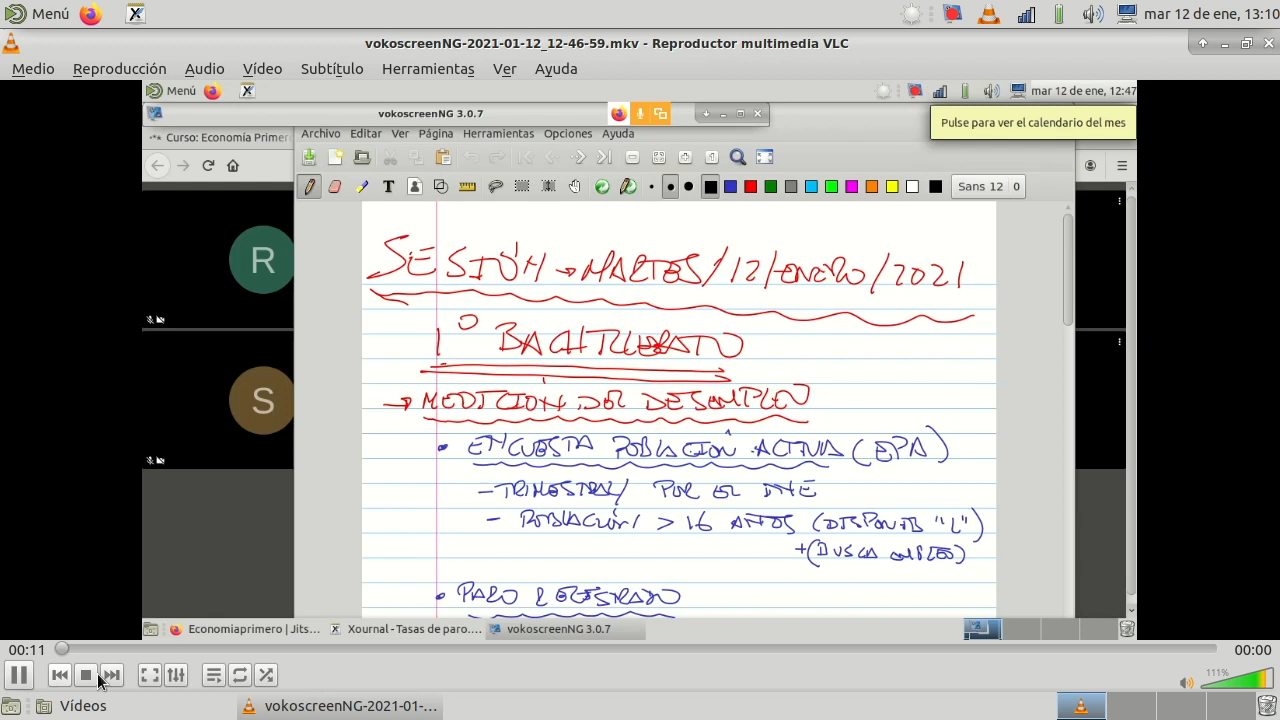 Menú mar 12 de ene, 13:10
vokoscreenNG-2021-01-12_12-46-59.mkv - Reproductor multimedia VLC
Medio Reproducción Audio Vídeo Subtítulo Herramientas Ver Ayuda
Menú mar 12 de ene, 12:47
vokoscreenNG 3.0.7
Pulse para ver el calendario del mes
Curso: Economía Primer
Archivo Editar Ver Página Herramientas Opciones Ayuda
Sans 12 0
SESIÓN → MARTES/12/ENERO/2021
R
1º BACHILLERATO
S
→ MEDICIÓN DEL DESEMPLEO
• ENCUESTA POBLACIÓN ACTIVA (EPA)
- TRIMESTRAL/ POR EL INE
- POBLACIÓN/ > 16 AÑOS (DISPONIB "L")
+(BUSCA EMPLEO)
• PARO REGISTRADO
Economiaprimero | Jits... Xournal - Tasas de paro.... vokoscreenNG 3.0.7
00:11 00:00
111%
Vídeos vokoscreenNG-2021-01-...